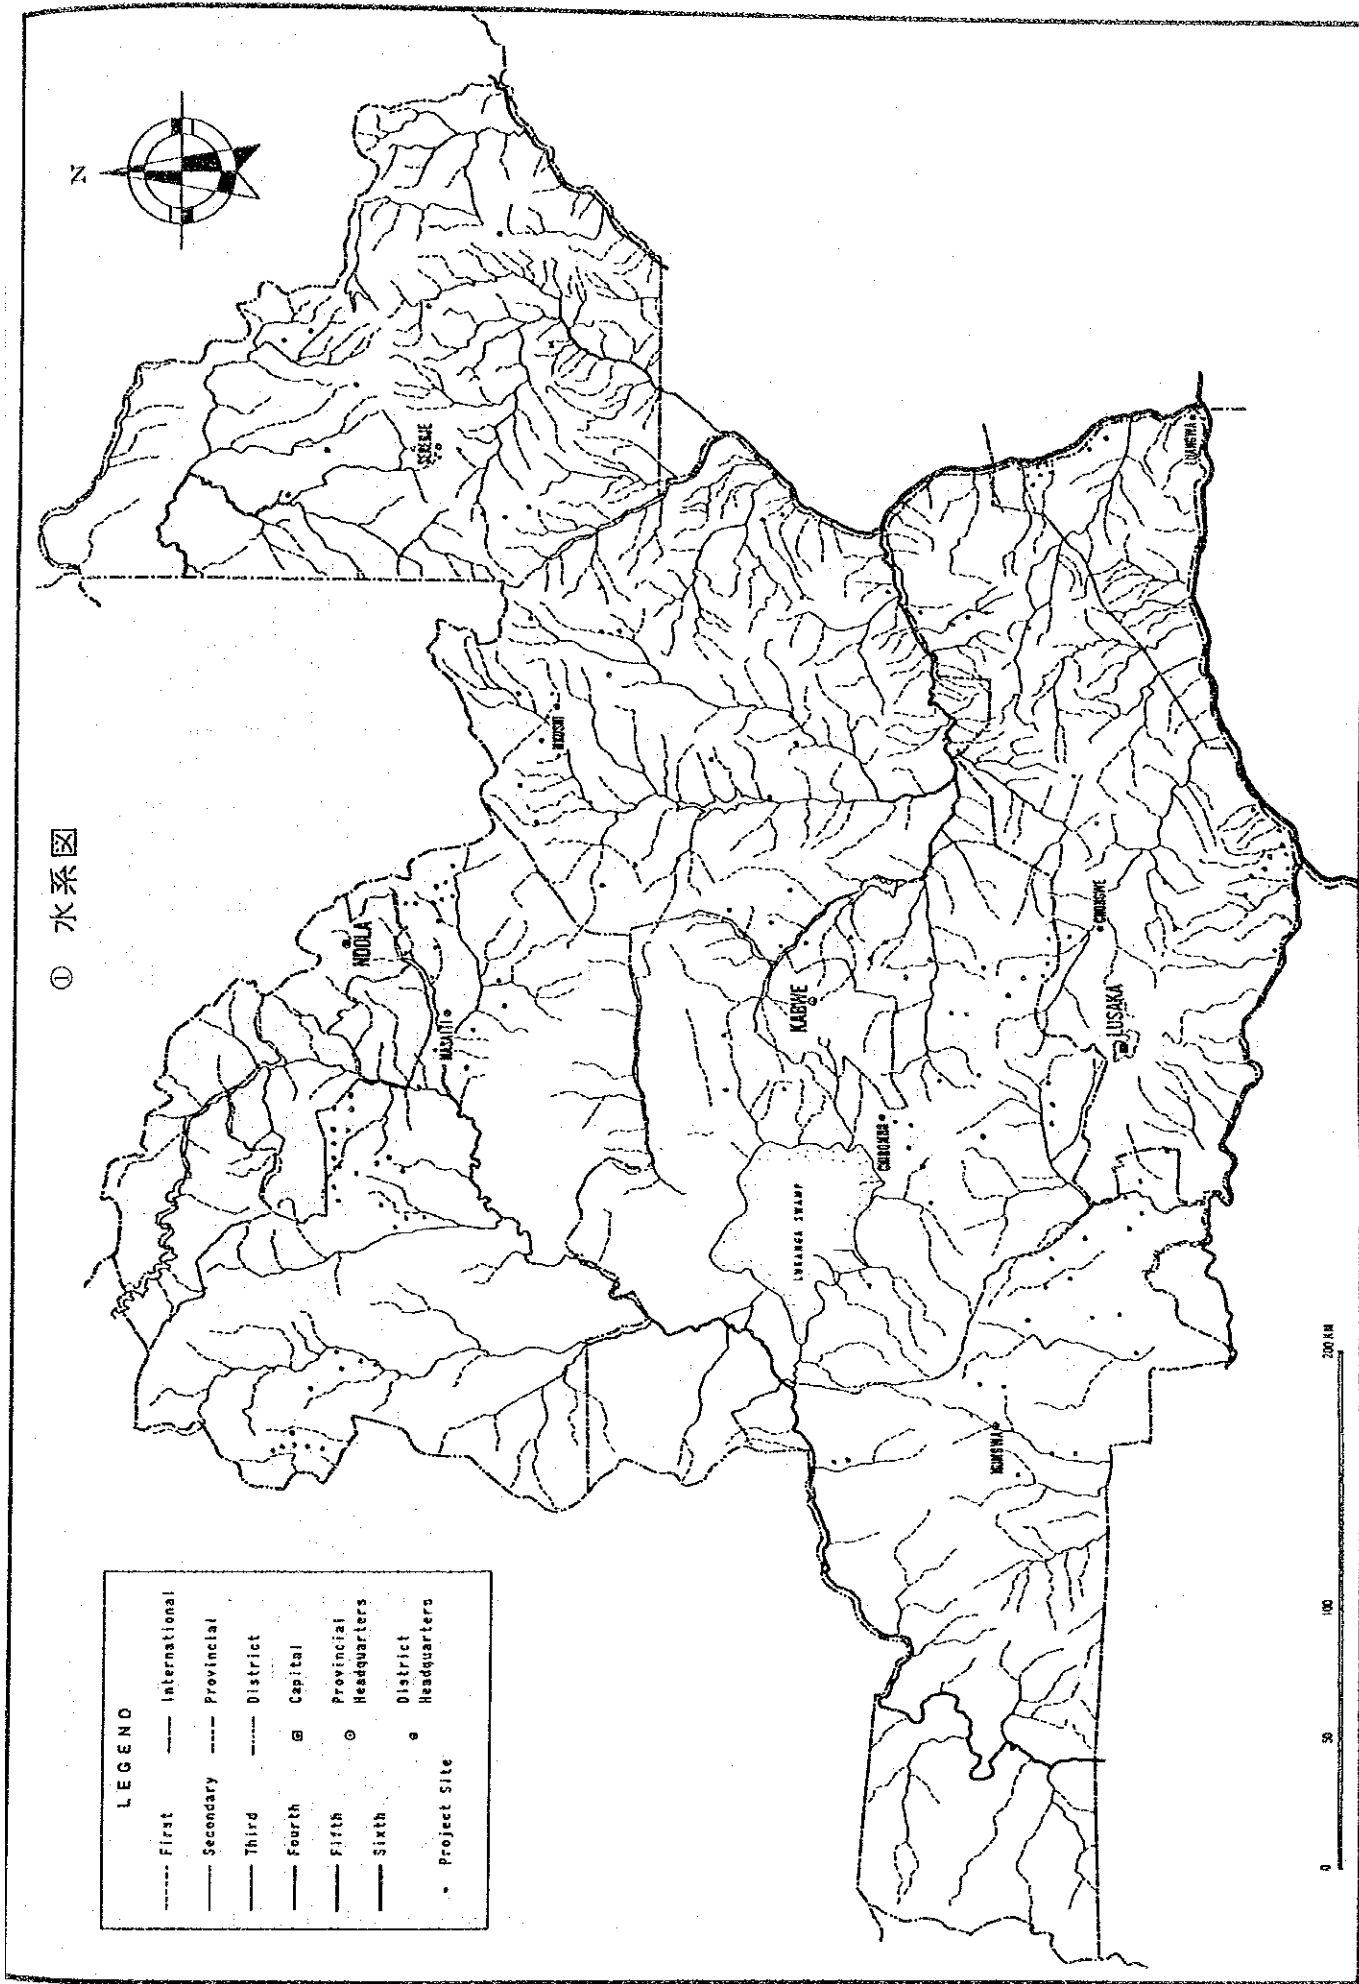 ① 水系図
N
SERENJE
MKUSHI
NDOLA
MASAITI
KABWE
LUANGWA
CHONGWE
LUSAKA
CHIBOMBO
LUKANGA SWAMP
MUMBWA
LEGEND
First
Secondary
Third
Fourth
Fifth
Sixth
Project Site
International
Provincial
District
Capital
Provincial
Headquarters
District
Headquarters
0 50 100 200 KM